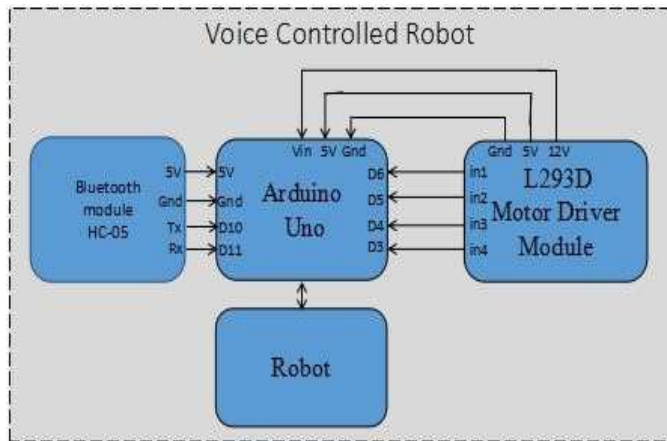 Voice Controlled Robot
Vin 5V Gnd
Gnd 5V 12V
5V
Gnd
Tx
Rx
Bluetooth
module
HC-05
5V
Gnd
D10
D11
Arduino
Uno
D6
D5
D4
D3
in1
in2
in3
in4
L293D
Motor Driver
Module
Robot